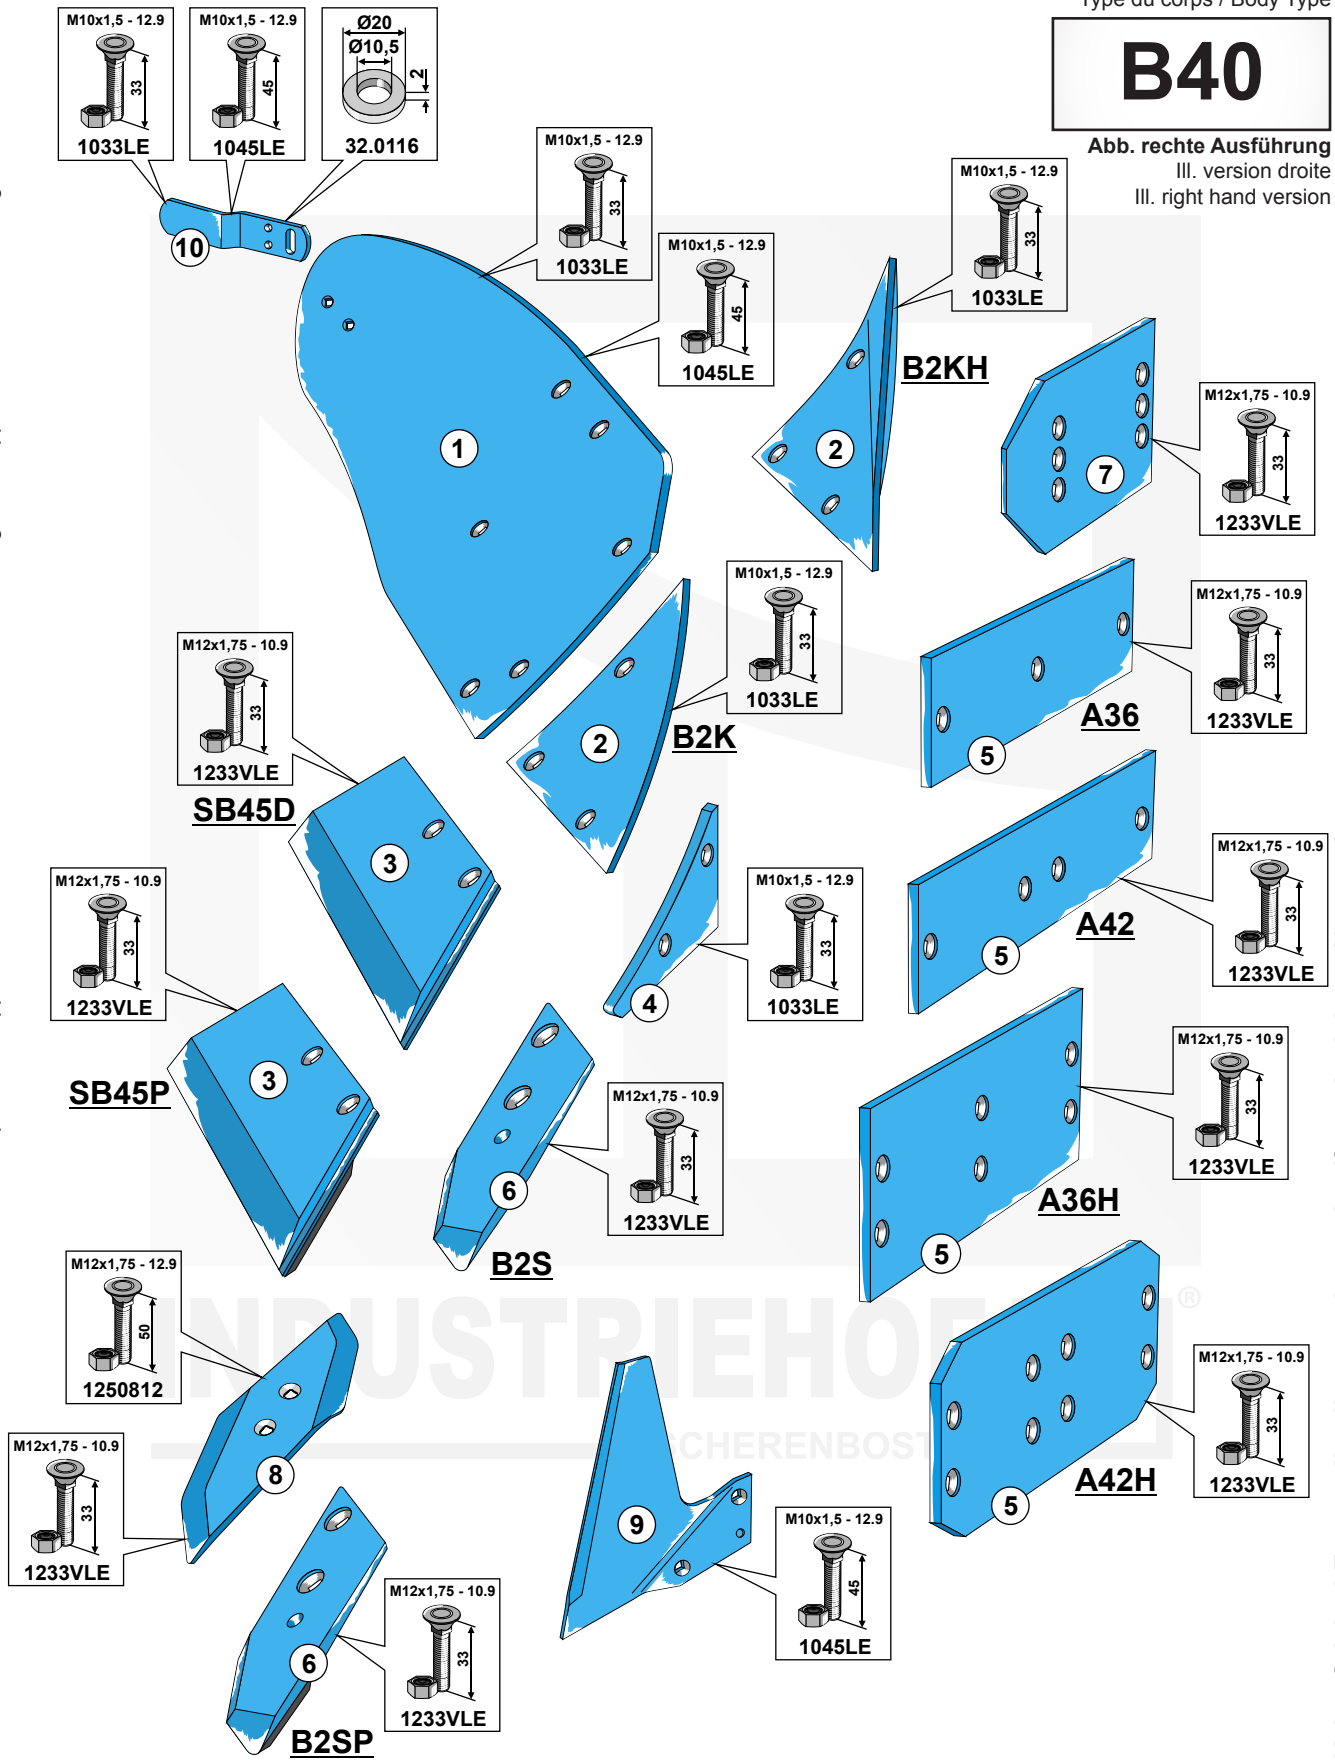 Type du corps / Body Type
B40
Abb. rechte Ausführung
Ill. version droite
Ill. right hand version
M10x1,5 - 12.9
33
1033LE
M10x1,5 - 12.9
45
1045LE
Ø20
Ø10,5
2
32.0116
10
M10x1,5 - 12.9
33
1033LE
M10x1,5 - 12.9
45
1045LE
1
M10x1,5 - 12.9
33
1033LE
B2KH
2
7
M12x1,75 - 10.9
33
1233VLE
M10x1,5 - 12.9
33
1033LE
B2K
2
M12x1,75 - 10.9
33
1233VLE
A36
5
M12x1,75 - 10.9
33
1233VLE
SB45D
3
M12x1,75 - 10.9
33
1233VLE
A42
5
M12x1,75 - 10.9
33
1233VLE
SB45P
3
M10x1,5 - 12.9
33
1033LE
4
M12x1,75 - 10.9
33
1233VLE
A36H
5
M12x1,75 - 10.9
33
1233VLE
6
B2S
M12x1,75 - 12.9
50
1250812
8
M12x1,75 - 10.9
33
1233VLE
M12x1,75 - 10.9
33
1233VLE
A42H
5
9
M10x1,5 - 12.9
45
1045LE
M12x1,75 - 10.9
33
1233VLE
6
B2SP
INDUSTRIEHOF
®
SCHERENBOST